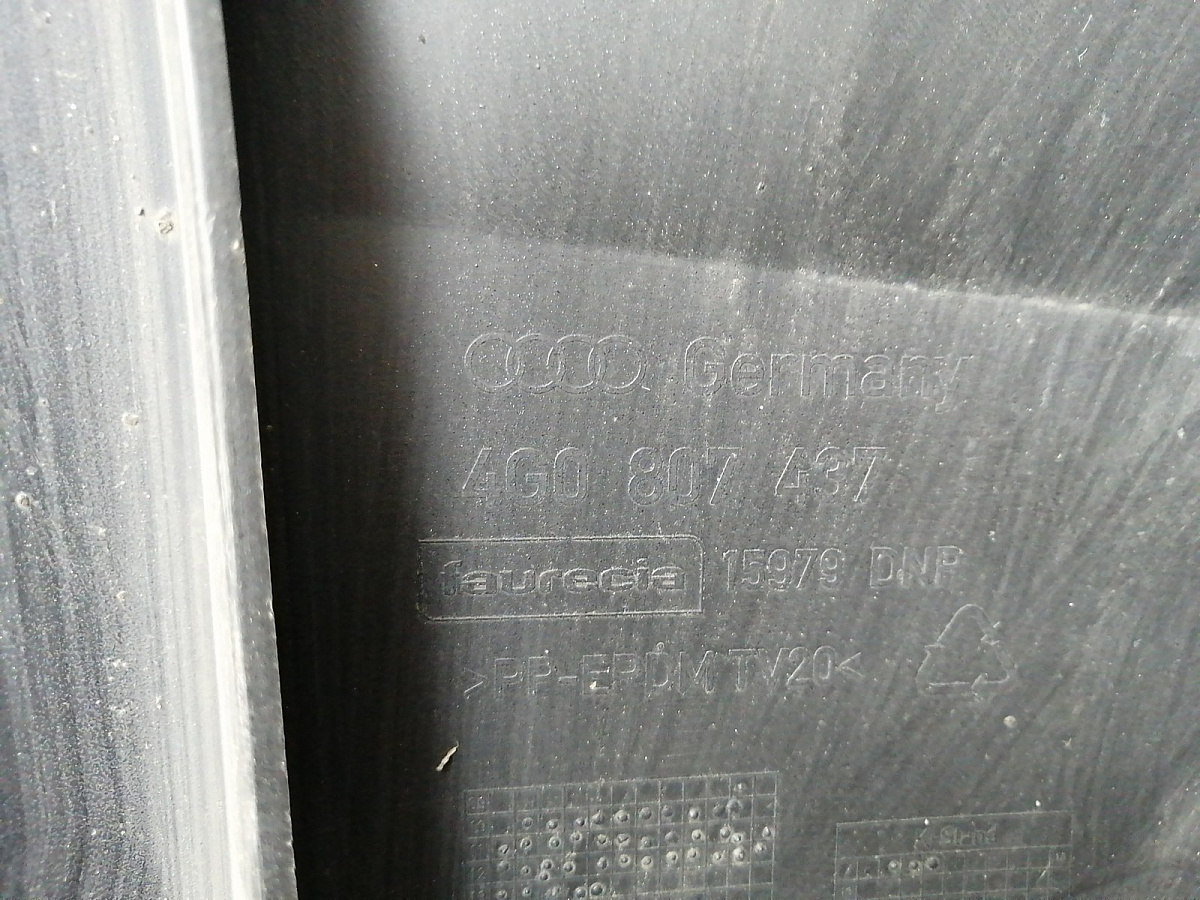 Germany
4G0 807 437
faurecia 15979 DNP
>PP-EPDM TV20<